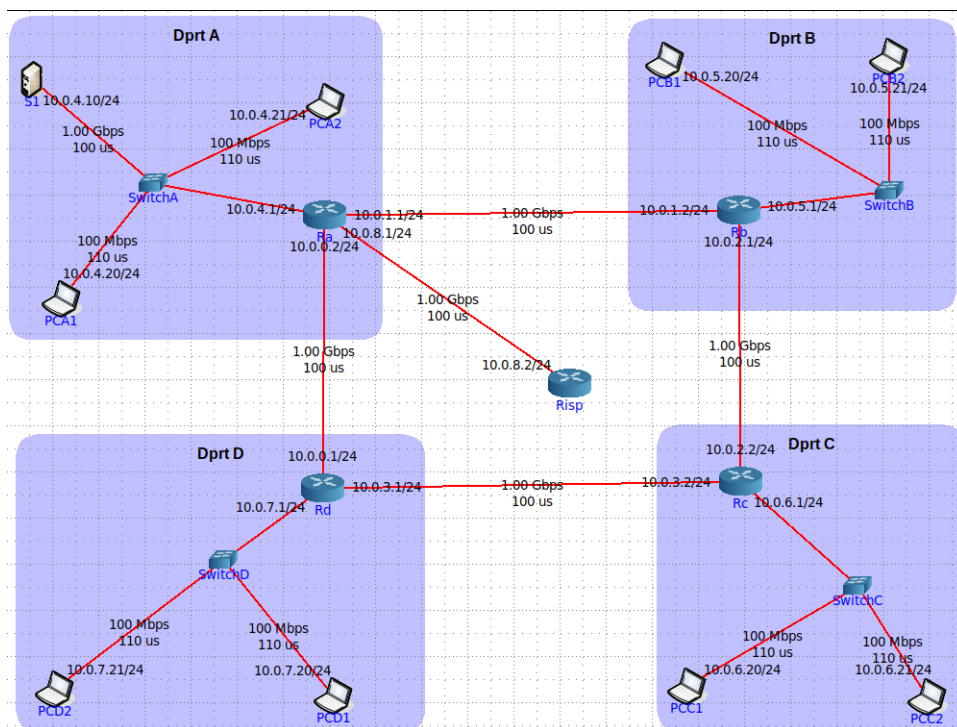 Dprt A
S1
10.0.4.10/24
1.00 Gbps
100 us
10.0.4.21/24
PCA2
100 Mbps
110 us
SwitchA
10.0.4.1/24
Ra
10.0.1.1/24
10.0.8.1/24
10.0.0.2/24
100 Mbps
110 us
10.0.4.20/24
PCA1
1.00 Gbps
100 us
Dprt B
PCB1
10.0.5.20/24
PCB2
10.0.5.21/24
100 Mbps
110 us
100 Mbps
110 us
SwitchB
10.0.1.2/24
Rb
10.0.5.1/24
10.0.2.1/24
1.00 Gbps
100 us
10.0.8.2/24
Risp
1.00 Gbps
100 us
1.00 Gbps
100 us
Dprt D
10.0.0.1/24
Rd
10.0.3.1/24
10.0.7.1/24
SwitchD
100 Mbps
110 us
100 Mbps
110 us
10.0.7.21/24
PCD2
10.0.7.20/24
PCD1
1.00 Gbps
100 us
Dprt C
10.0.2.2/24
10.0.3.2/24
Rc
10.0.6.1/24
SwitchC
100 Mbps
110 us
100 Mbps
110 us
10.0.6.20/24
PCC1
10.0.6.21/24
PCC2